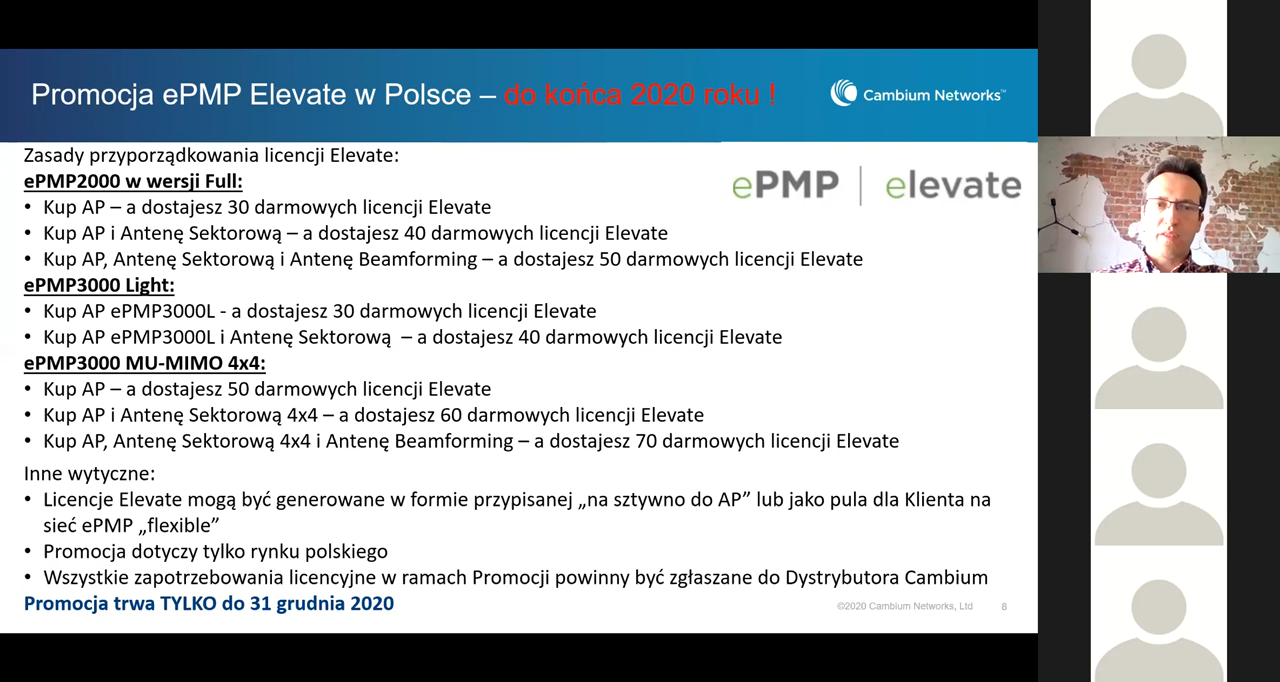 Promocja ePMP Elevate w Polsce – do końca 2020 roku !
Cambium Networks™
Zasady przyporządkowania licencji Elevate:
ePMP | elevate
ePMP2000 w wersji Full:
• Kup AP – a dostajesz 30 darmowych licencji Elevate
• Kup AP i Antenę Sektorową – a dostajesz 40 darmowych licencji Elevate
• Kup AP, Antenę Sektorową i Antenę Beamforming – a dostajesz 50 darmowych licencji Elevate
ePMP3000 Light:
• Kup AP ePMP3000L - a dostajesz 30 darmowych licencji Elevate
• Kup AP ePMP3000L i Antenę Sektorową – a dostajesz 40 darmowych licencji Elevate
ePMP3000 MU-MIMO 4x4:
• Kup AP – a dostajesz 50 darmowych licencji Elevate
• Kup AP i Antenę Sektorową 4x4 – a dostajesz 60 darmowych licencji Elevate
• Kup AP, Antenę Sektorową 4x4 i Antenę Beamforming – a dostajesz 70 darmowych licencji Elevate
Inne wytyczne:
• Licencje Elevate mogą być generowane w formie przypisanej „na sztywno do AP” lub jako pula dla Klienta na
sieć ePMP „flexible”
• Promocja dotyczy tylko rynku polskiego
• Wszystkie zapotrzebowania licencyjne w ramach Promocji powinny być zgłaszane do Dystrybutora Cambium
Promocja trwa TYLKO do 31 grudnia 2020
©2020 Cambium Networks, Ltd 8